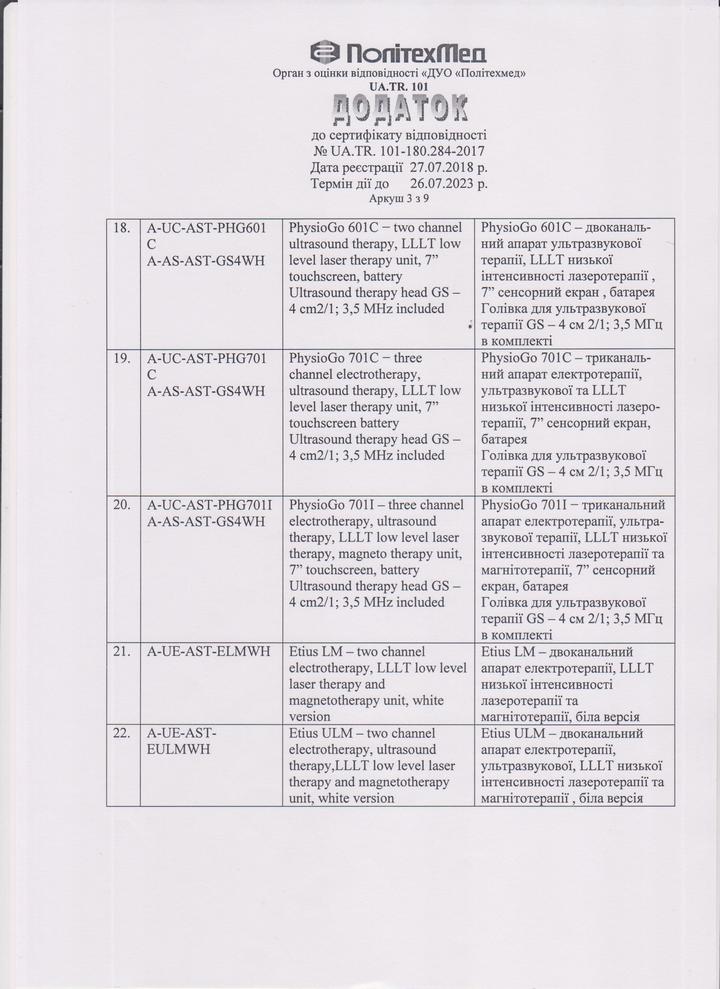 ПолітехМед
Орган з оцінки відповідності «ДУО «Політехмед»
UA.TR. 101
ДОДАТОК
до сертифікату відповідності
№ UA.TR. 101-180.284-2017
Дата реєстрації 27.07.2018 р.
Термін дії до 26.07.2023 р.
Аркуш 3 з 9
18.
A-UC-AST-PHG601
C
A-AS-AST-GS4WH
PhysioGo 601C – two channel
ultrasound therapy, LLLT low
level laser therapy unit, 7”
touchscreen, battery
Ultrasound therapy head GS –
4 cm2/1; 3,5 MHz included
PhysioGo 601C – двоканаль-
ний апарат ультразвукової
терапії, LLLT низької
інтенсивності лазеротерапії ,
7” сенсорний екран , батарея
Голівка для ультразвукової
терапії GS – 4 см 2/1; 3,5 МГц
в комплекті
19.
A-UC-AST-PHG701
C
A-AS-AST-GS4WH
PhysioGo 701C – three
channel electrotherapy,
ultrasound therapy, LLLT low
level laser therapy unit, 7”
touchscreen battery
Ultrasound therapy head GS –
4 cm2/1; 3,5 MHz included
PhysioGo 701C – триканаль-
ний апарат електротерапії,
ультразвукової та LLLT
низької інтенсивності лазеро-
терапії, 7” сенсорний екран,
батарея
Голівка для ультразвукової
терапії GS – 4 см 2/1; 3,5 МГц
в комплекті
20.
A-UC-AST-PHG701I
A-AS-AST-GS4WH
PhysioGo 701I – three channel
electrotherapy, ultrasound
therapy, LLLT low level laser
therapy, magneto therapy unit,
7” touchscreen, battery
Ultrasound therapy head GS –
4 cm2/1; 3,5 MHz included
PhysioGo 701I – триканальний
апарат електротерапії, ультра-
звукової терапії, LLLT низької
інтенсивності лазеротерапії та
магнітотерапії, 7” сенсорний
екран, батарея
Голівка для ультразвукової
терапії GS – 4 см 2/1; 3,5 МГц
в комплекті
21.
A-UE-AST-ELMWH
Etius LM – two channel
electrotherapy, LLLT low level
laser therapy and
magnetotherapy unit, white
version
Etius LM – двоканальний
апарат електротерапії, LLLT
низької інтенсивності
лазеротерапії та
магнітотерапії, біла версія
22.
A-UE-AST-
EULMWH
Etius ULM – two channel
electrotherapy, ultrasound
therapy,LLLT low level laser
therapy and magnetotherapy
unit, white version
Etius ULM – двоканальний
апарат електротерапії,
ультразвукової, LLLT низької
інтенсивності лазеротерапії та
магнітотерапії , біла версія